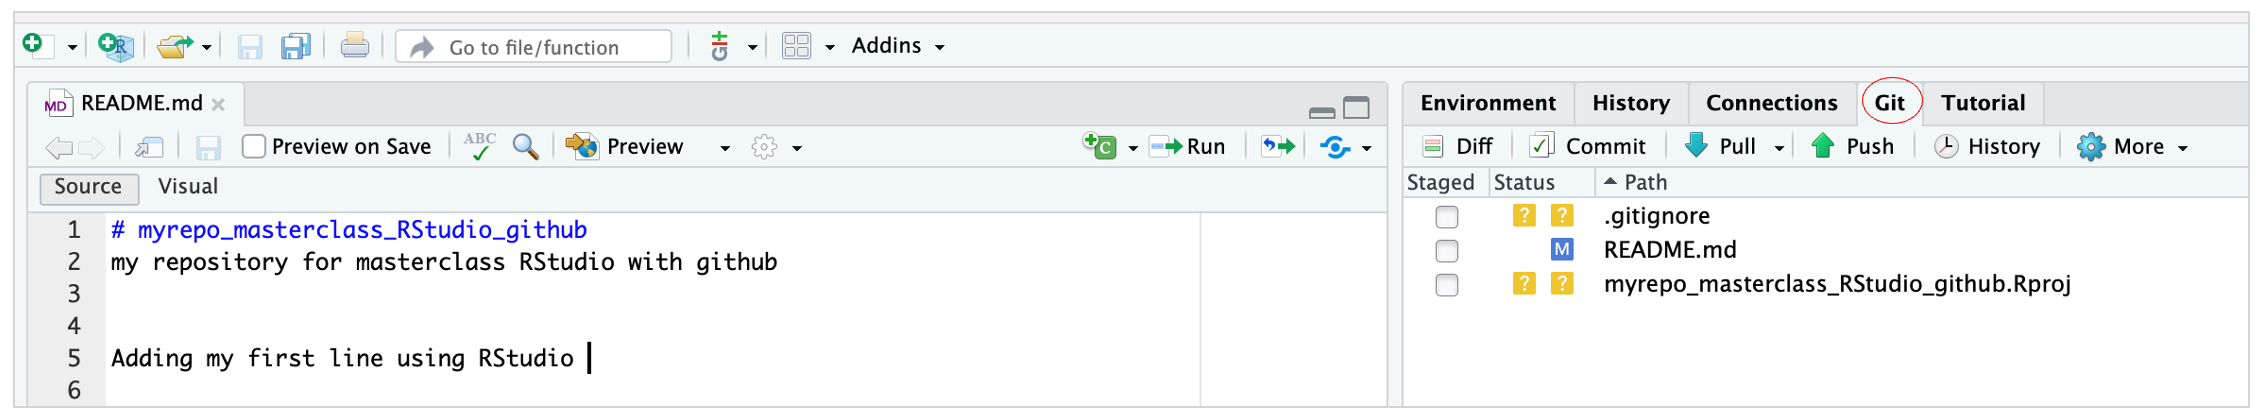 Go to file/function Addins
README.md
Preview on Save ABC Preview Run
Source Visual
1 # myrepo_masterclass_RStudio_github
2 my repository for masterclass RStudio with github
3
4
5 Adding my first line using RStudio
6
Environment History Connections Git Tutorial
Diff Commit Pull Push History More
Staged Status Path
? ? .gitignore
M README.md
? ? myrepo_masterclass_RStudio_github.Rproj